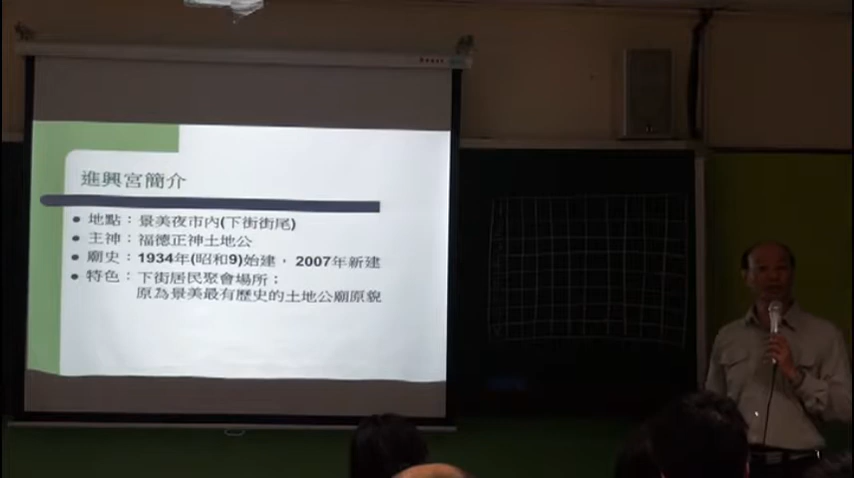 進興宮簡介
● 地點：景美夜市內(下街街尾)
● 主神：福德正神土地公
● 廟史：1934年(昭和9)始建，2007年新建
● 特色：下街居民聚會場所；
原為景美最有歷史的土地公廟原貌